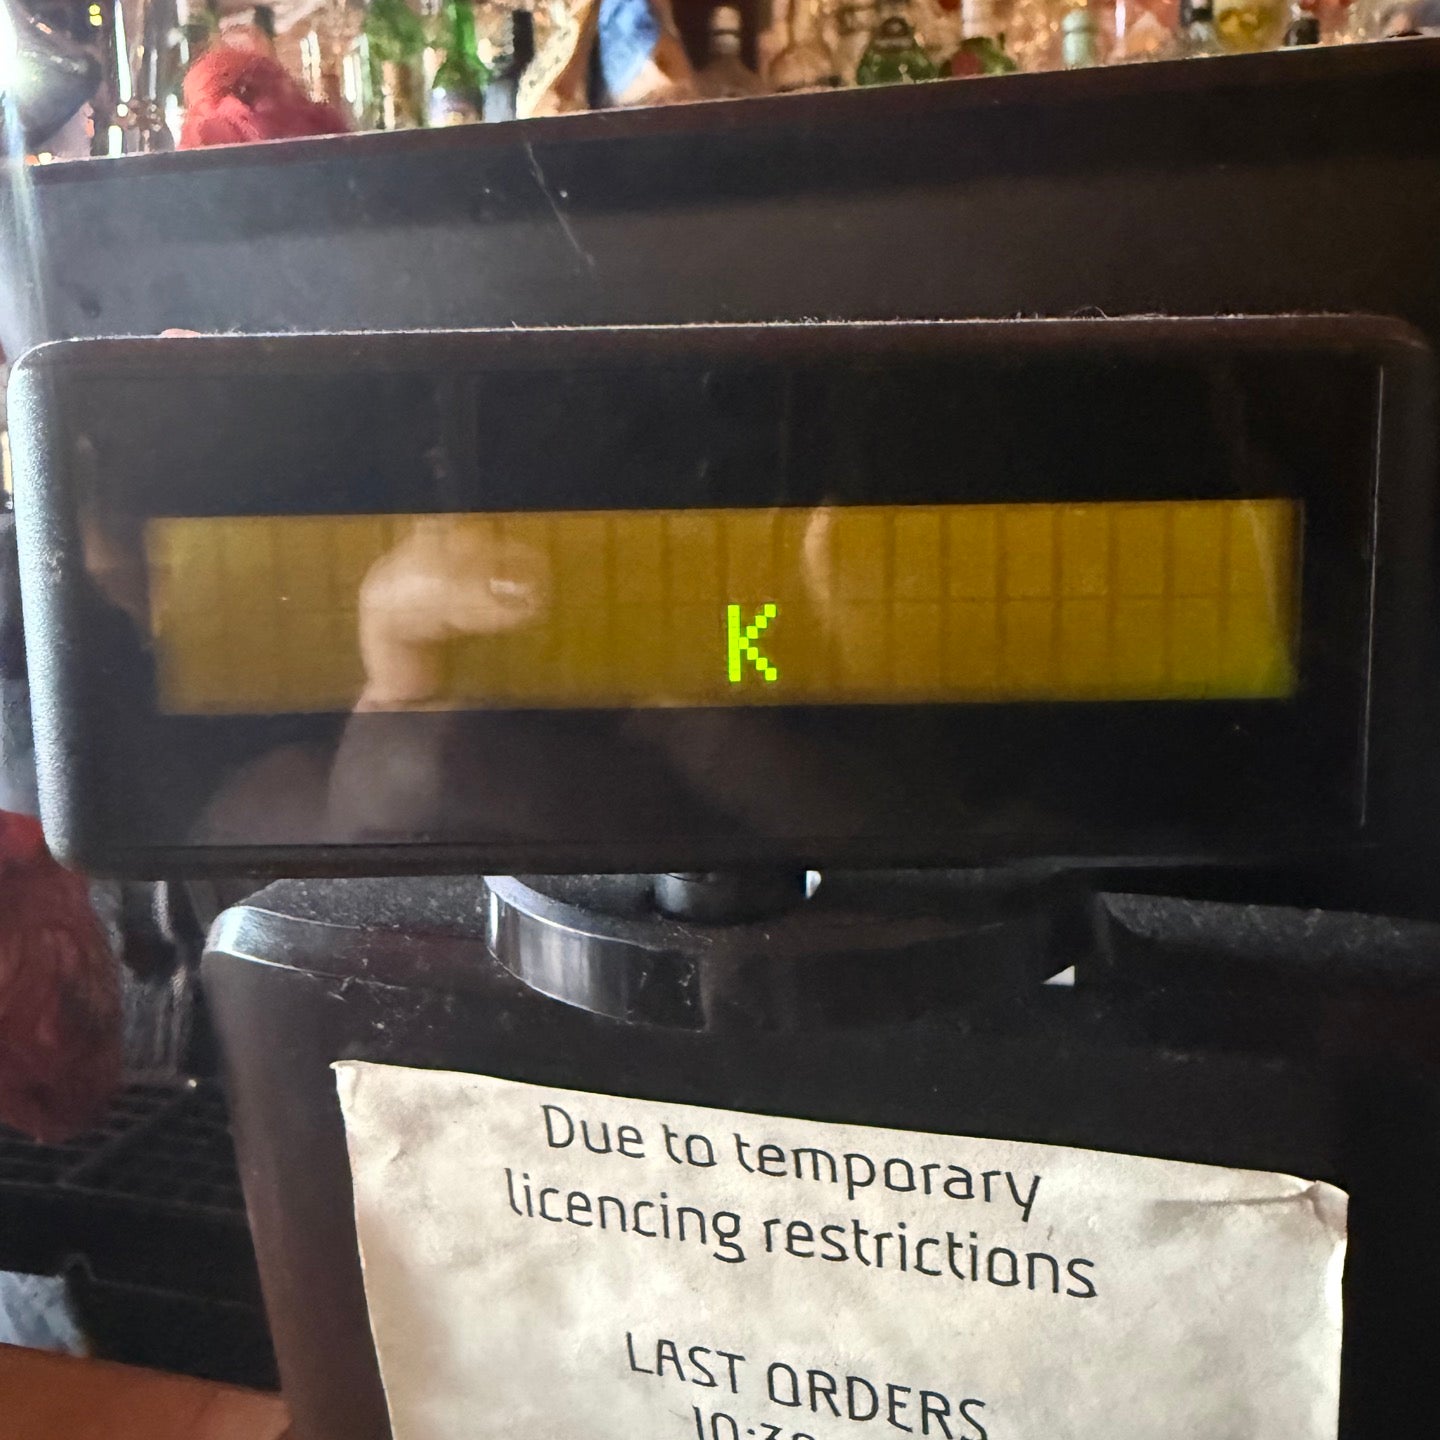 K
Due to temporary
licencing restrictions
LAST ORDERS